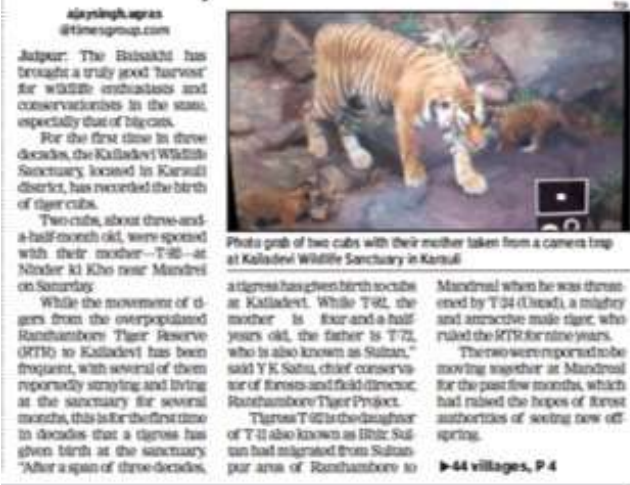 ajaysingh.ugras
@timesgroup.com
Jaipur: The Baisakhi has
brought a truly good 'harvest'
for wildlife enthusiasts and
conservationists in the state,
especially that of big cats.
For the first time in three
decades, the Kailadevi Wildlife
Sanctuary, located in Karauli
district, has recorded the birth
of tiger cubs.
Two cubs, about three-and-
a-half-month old, were spotted
with their mother—T-92—at
Ninder ki Kho near Mandrel
on Saturday.
While the movement of ti-
gers from the overpopulated
Ranthambore Tiger Reserve
(RTR) to Kailadevi has been
frequent, with several of them
reportedly straying and living
at the sanctuary for several
months, this is for the first time
in decades that a tigress has
given birth at the sanctuary.
"After a span of three decades,
Photo grab of two cubs with their mother taken from a camera trap
at Kailadevi Wildlife Sanctuary in Karauli
a tigress has given birth to cubs
at Kailadevi. While T-92, the
mother is four-and-a-half-
years old, the father is T-72,
who is also known as Sultan,"
said Y K Sahu, chief conserva-
tor of forests and field director,
Ranthambore Tiger Project.
Tigress T-92 is the daughter
of T-11 also known as
tan had migrated from Sultan-
pur area of Ranthambore to
Mandreal when he was threat-
ened by T-24 (Ustad), a mighty
and attractive male tiger, who
ruled the RTR for nine years.
The two were reported to be
moving together at Mandreal
for the past few months, which
had raised the hopes of forest
authorities of seeing new off-
spring.
▶44 villages, P 4